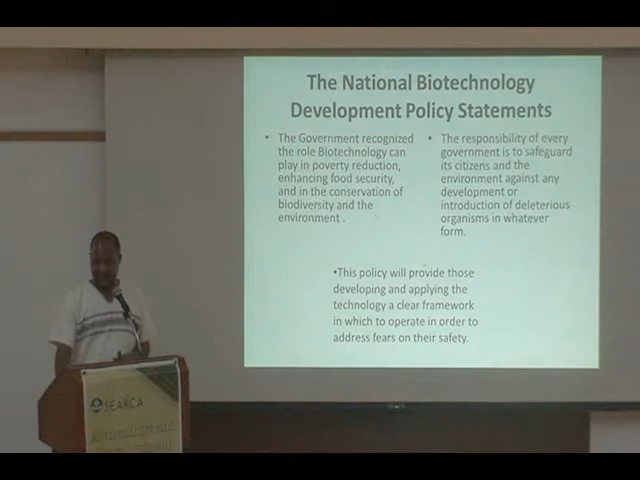 The National Biotechnology
Development Policy Statements
• The Government recognized
the role Biotechnology can
play in poverty reduction,
enhancing food security,
and in the conservation of
biodiversity and the
environment .
• The responsibility of every
government is to safeguard
its citizens and the
environment against any
development or
introduction of deleterious
organisms in whatever
form.
•This policy will provide those
developing and applying the
technology a clear framework
in which to operate in order to
address fears on their safety.
SEARCA